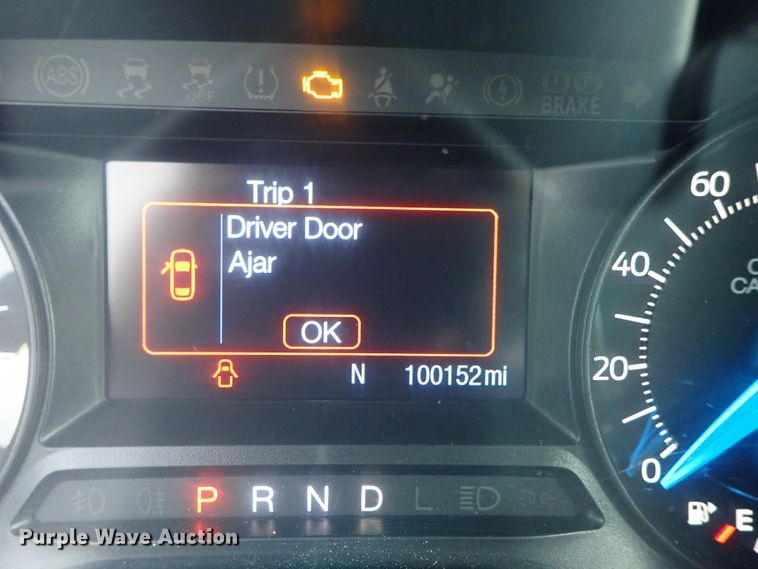 ABS
OFF
BRAKE
Trip 1
Driver Door
Ajar
OK
N 100152 mi
60
40
20
0
P R N D L
E
Purple Wave Auction